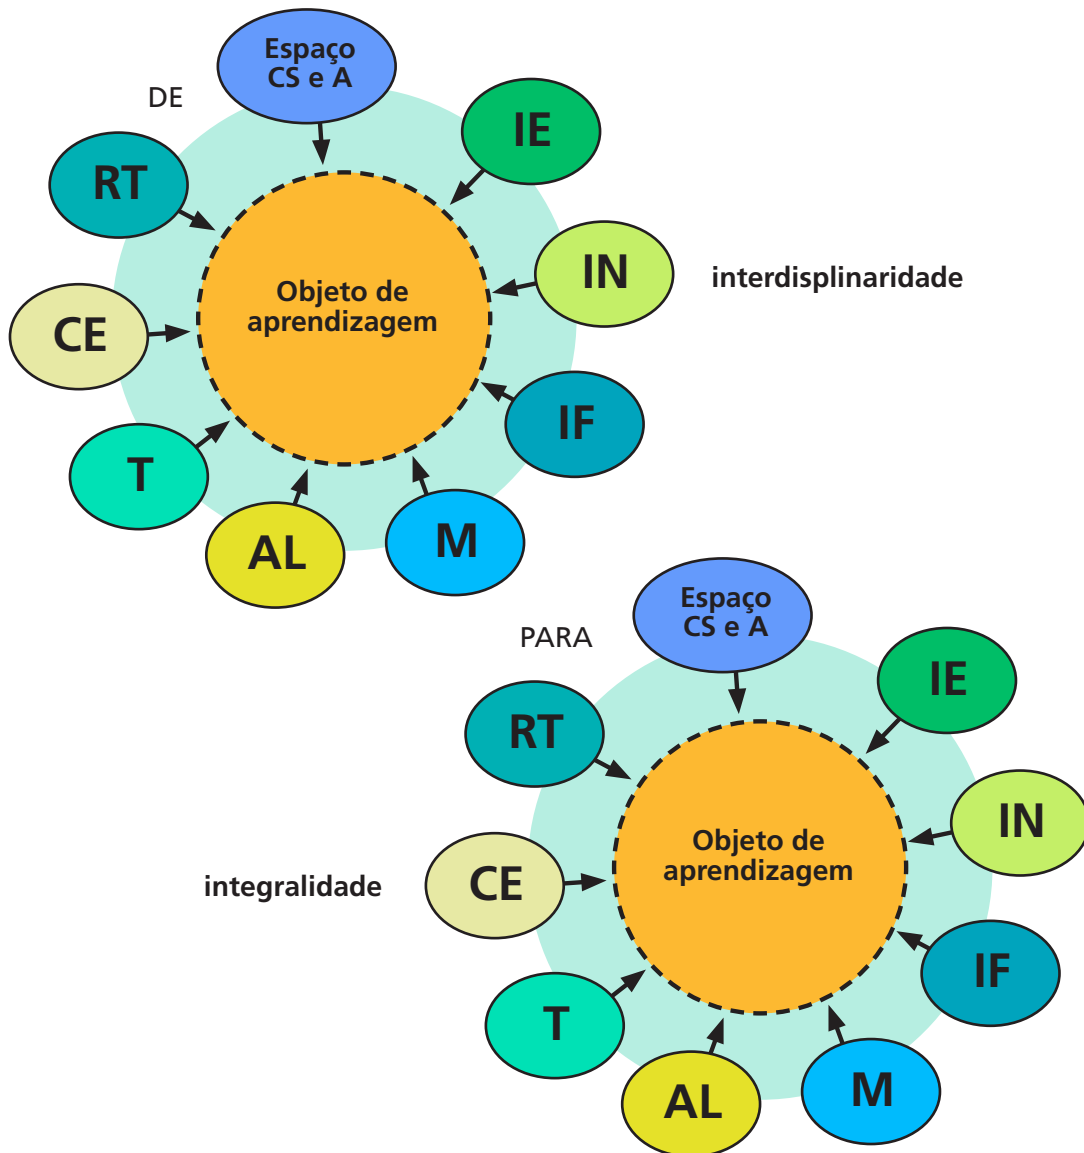 Espaço
CS e A
DE
IE
RT
IN
interdisplinaridade
Objeto de
aprendizagem
CE
IF
T
M
AL
Espaço
CS e A
PARA
IE
RT
IN
Objeto de
aprendizagem
integralidade
CE
IF
T
M
AL